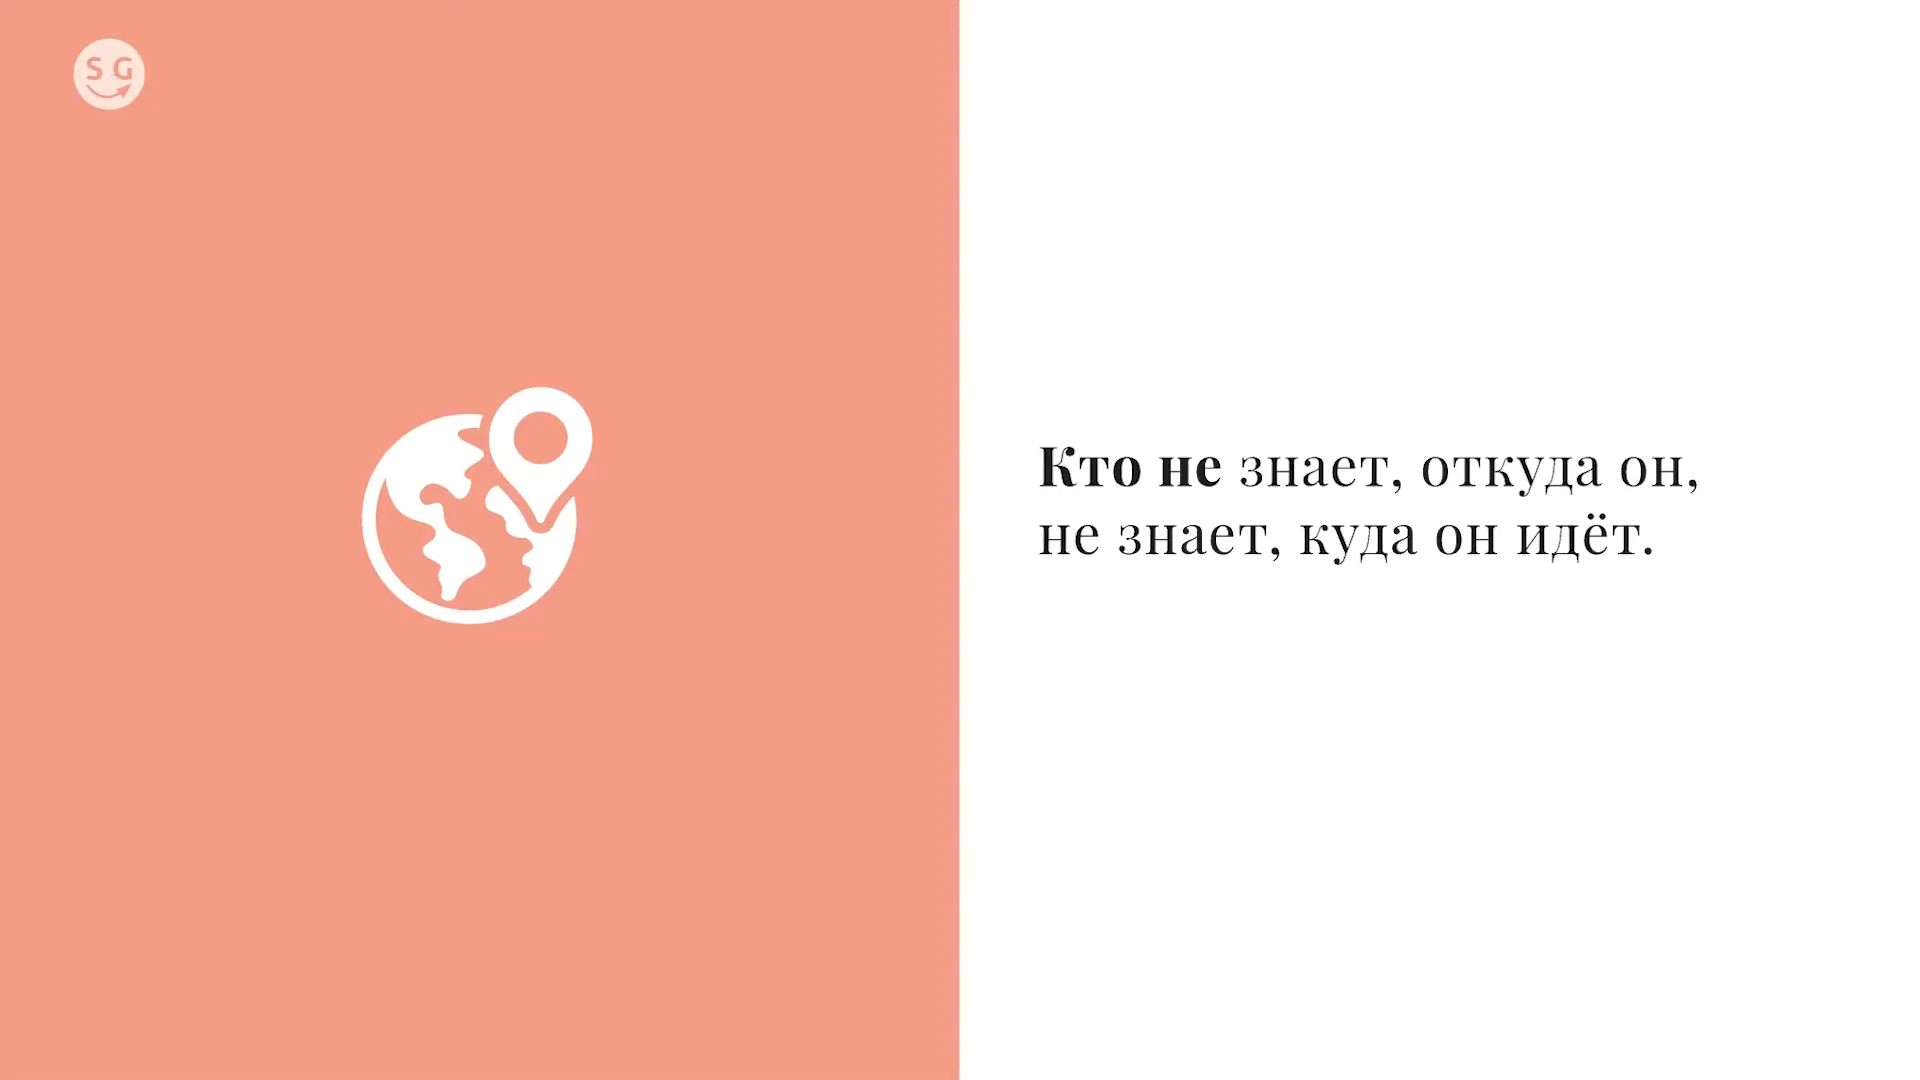 S G
Кто не знает, откуда он,
не знает, куда он идёт.